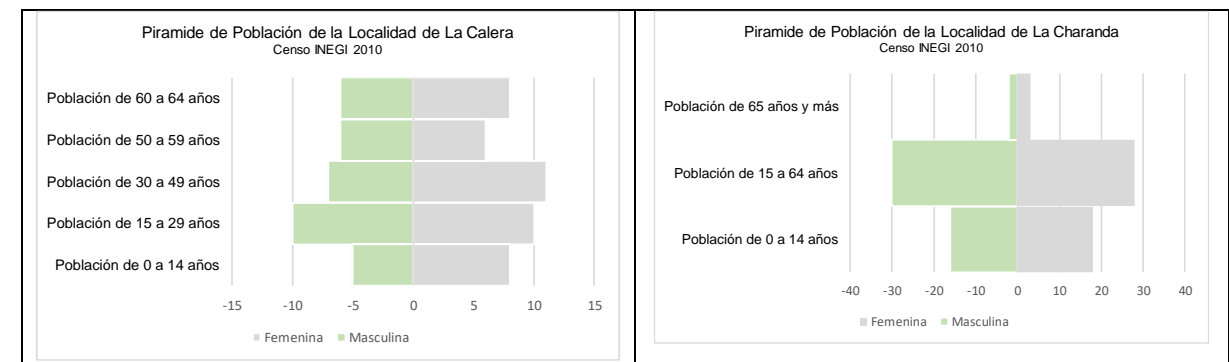 Piramide de Población de la Localidad de La Calera
Censo INEGI 2010
Población de 60 a 64 años
Población de 50 a 59 años
Población de 30 a 49 años
Población de 15 a 29 años
Población de 0 a 14 años
-15 -10 -5 0 5 10 15
Femenina Masculina
Piramide de Población de la Localidad de La Charanda
Censo INEGI 2010
Población de 65 años y más
Población de 15 a 64 años
Población de 0 a 14 años
-40 -30 -20 -10 0 10 20 30 40
Femenina Masculina